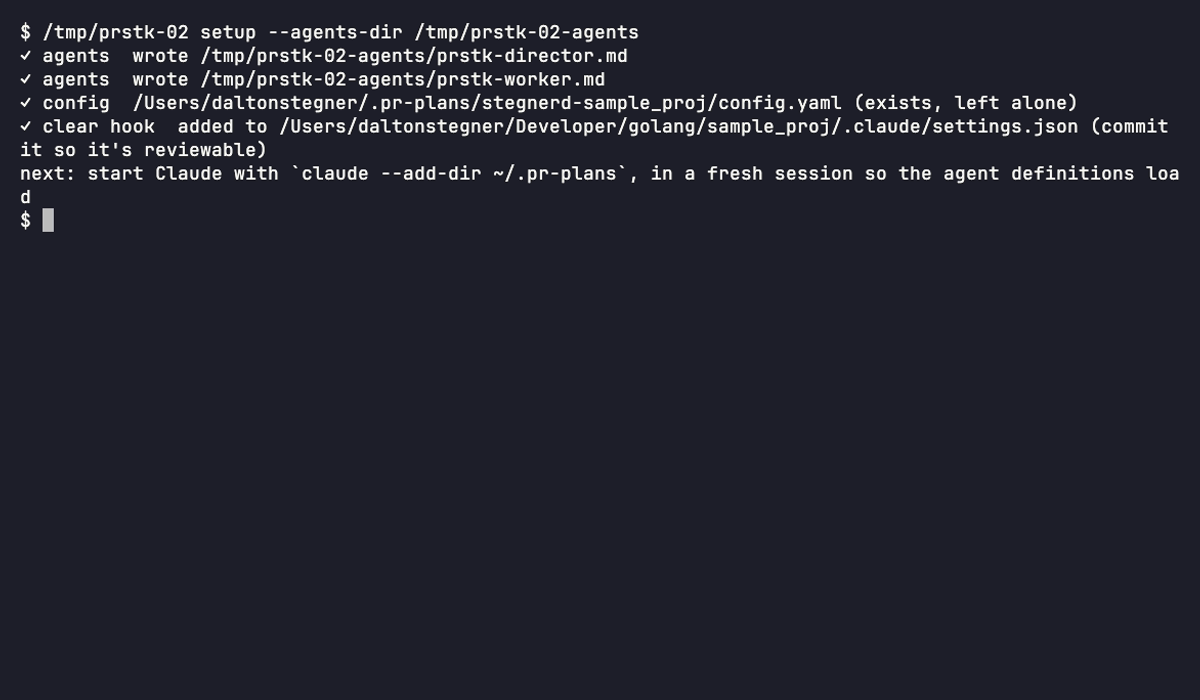 $ /tmp/prstk-02 setup --agents-dir /tmp/prstk-02-agents
✓ agents  wrote /tmp/prstk-02-agents/prstk-director.md
✓ agents  wrote /tmp/prstk-02-agents/prstk-worker.md
✓ config  /Users/daltonstegner/.pr-plans/stegnerd-sample_proj/config.yaml (exists, left alone)
✓ clear hook  added to /Users/daltonstegner/Developer/golang/sample_proj/.claude/settings.json (commit
it so it's reviewable)
next: start Claude with `claude --add-dir ~/.pr-plans`, in a fresh session so the agent definitions loa
d
$